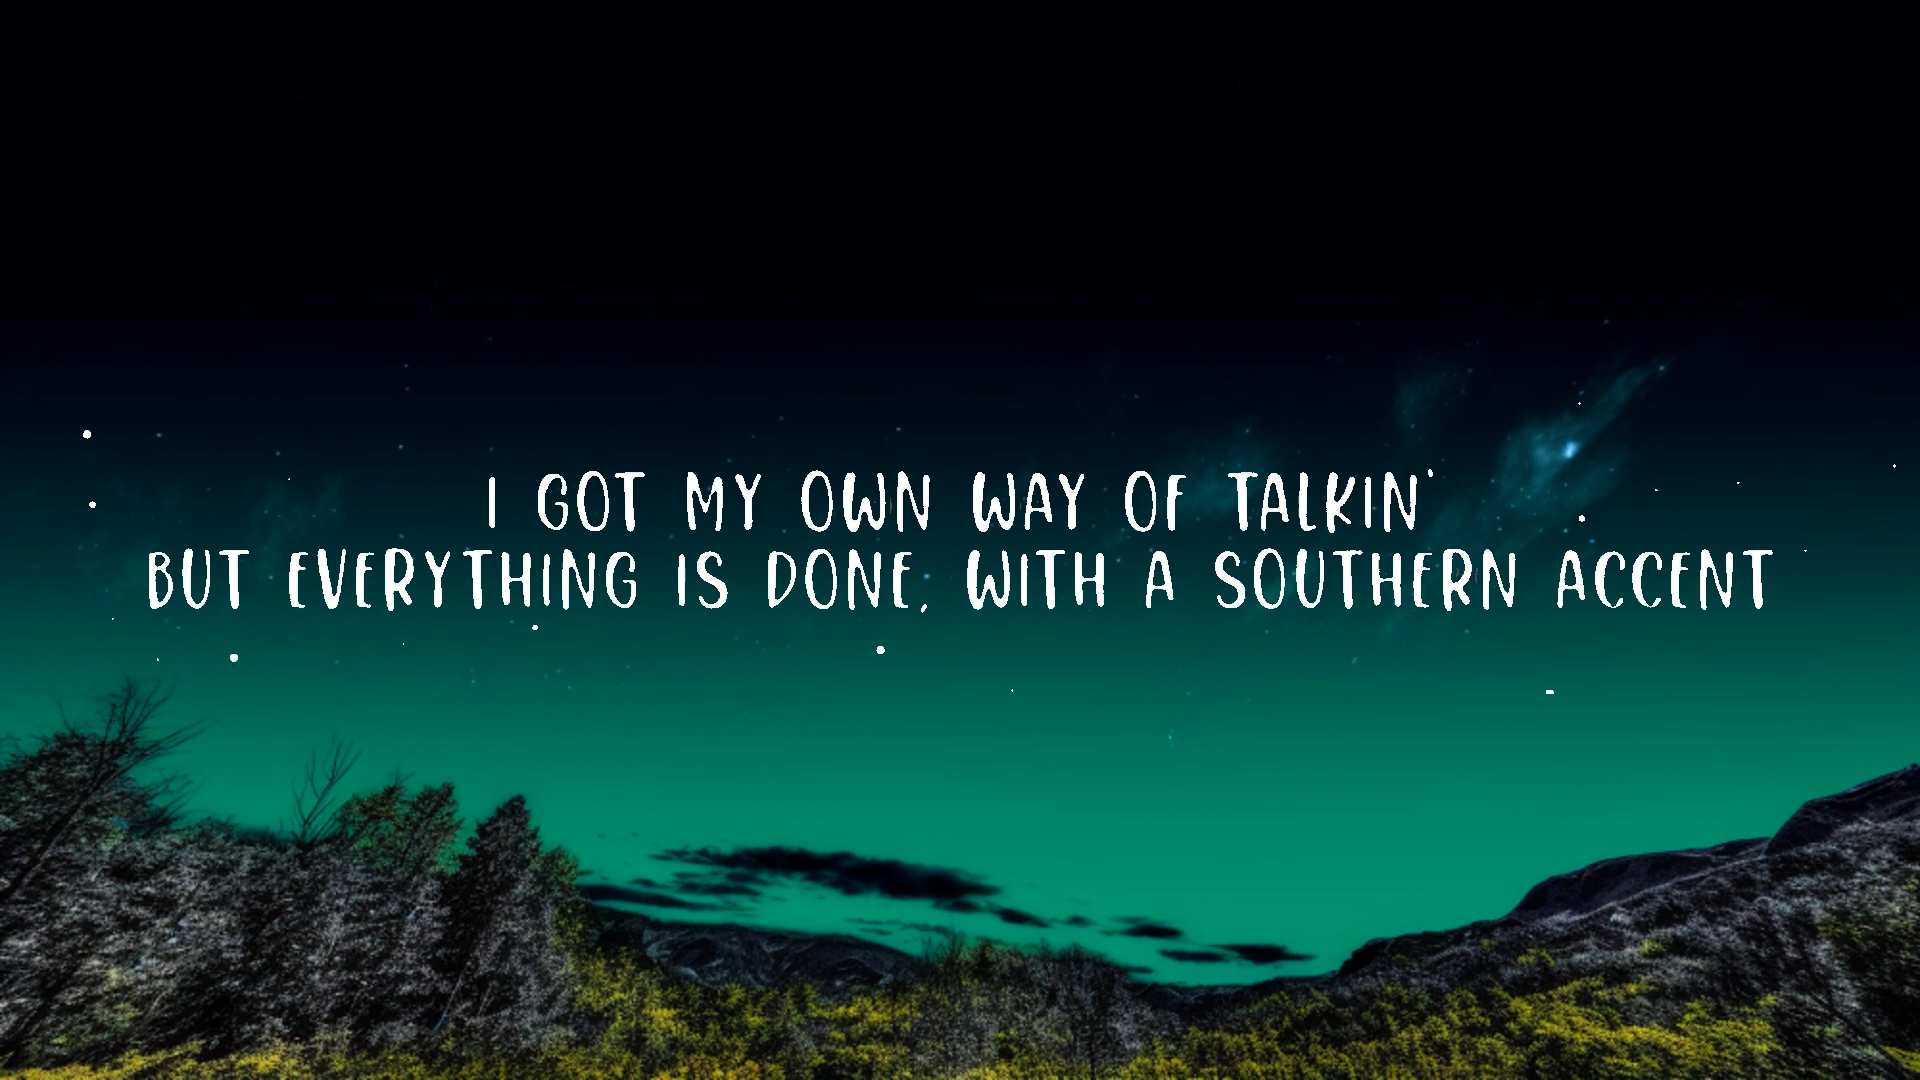 I GOT MY OWN WAY OF TALKIN'
BUT EVERYTHING IS DONE, WITH A SOUTHERN ACCENT